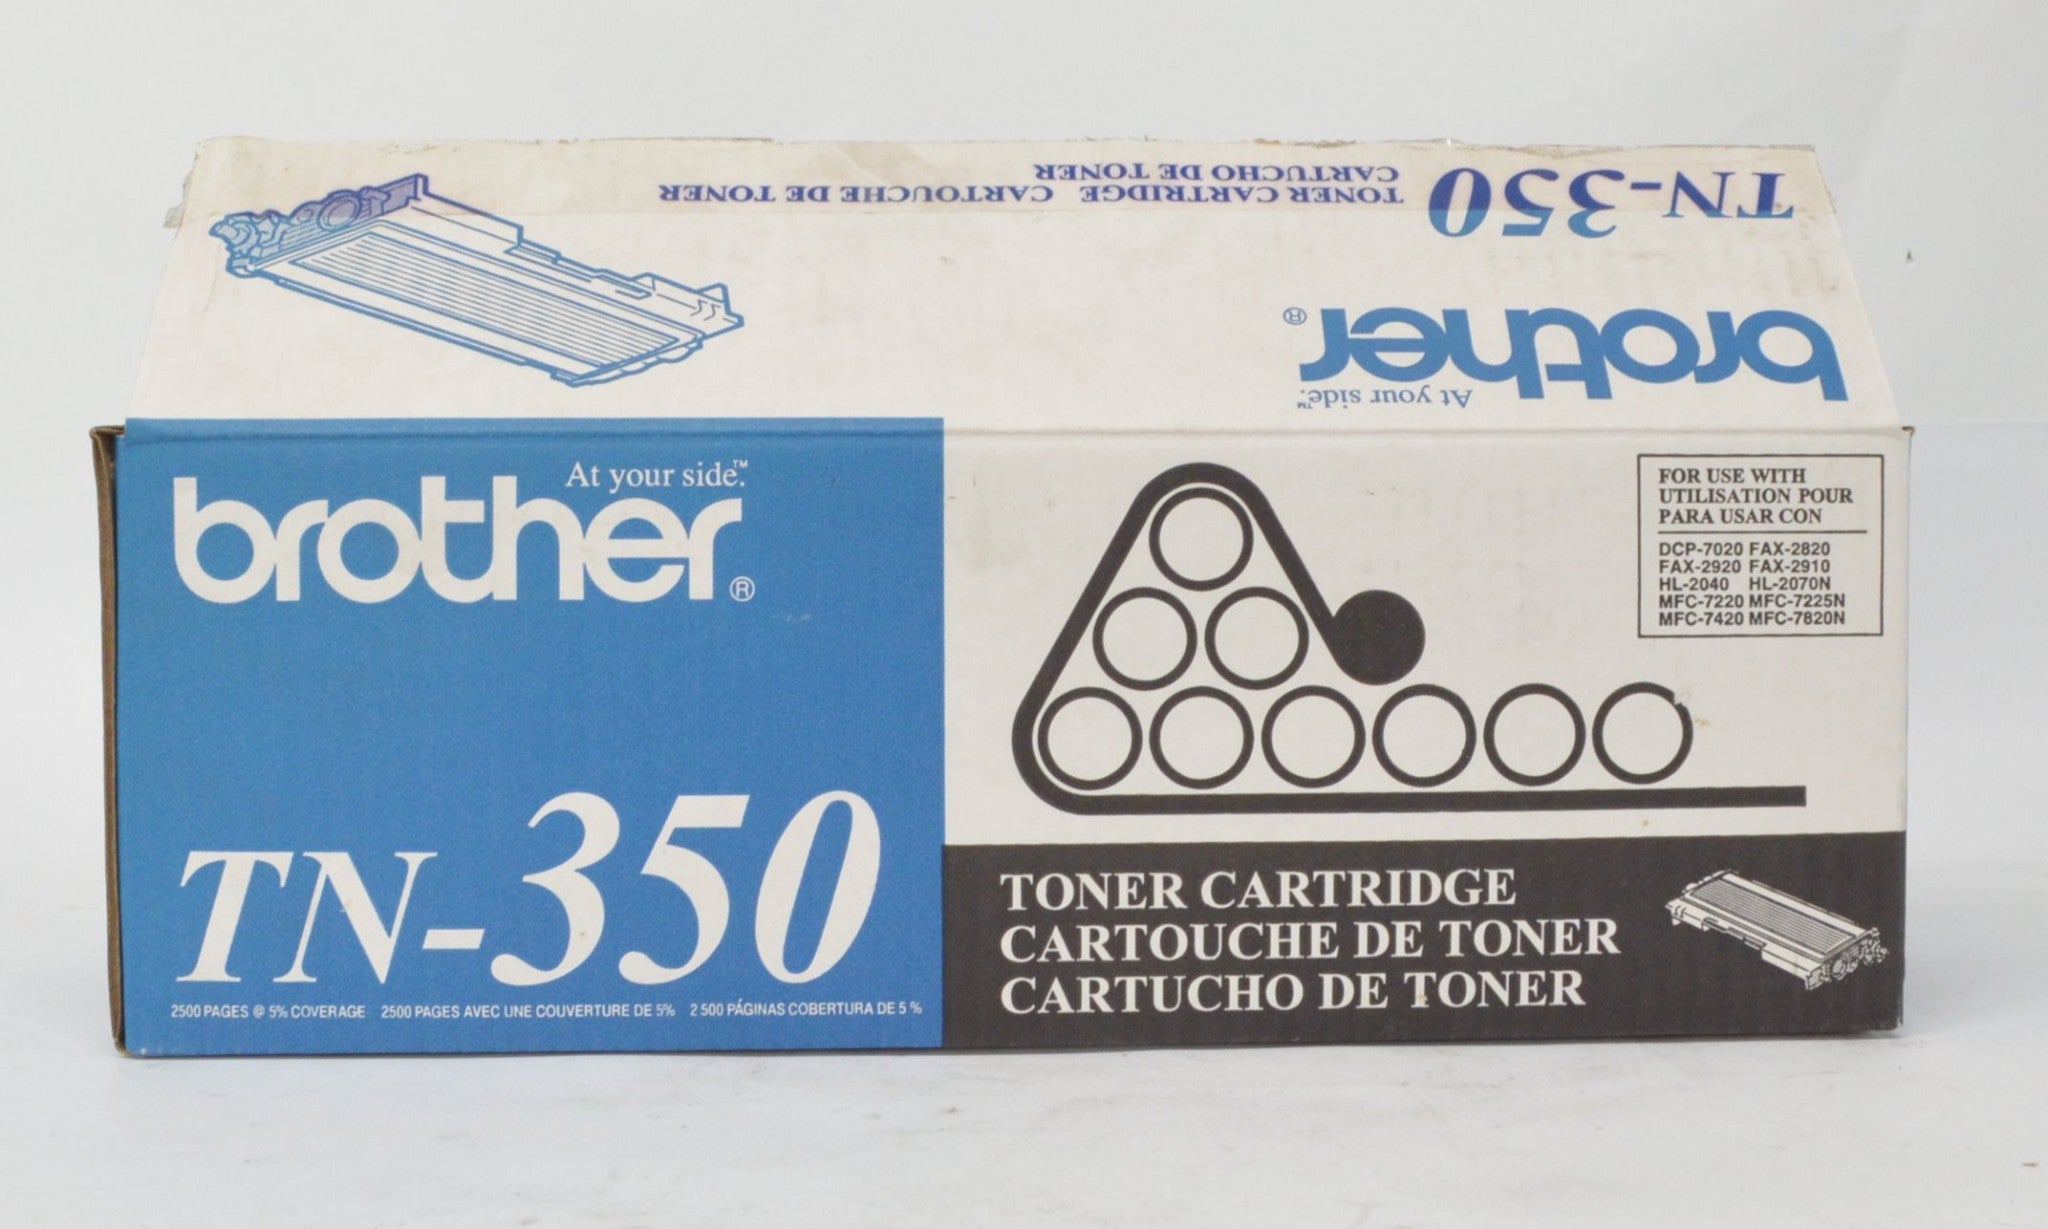 TN-350
TONER CARTRIDGE CARTOUCHE DE TONER
CARTUCHO DE TONER
brother®
At your side.™
At your side.™
brother®
TN-350
2500 PAGES @ 5% COVERAGE 2500 PAGES AVEC UNE COUVERTURE DE 5% 2 500 PÁGINAS COBERTURA DE 5 %
FOR USE WITH
UTILISATION POUR
PARA USAR CON
DCP-7020 FAX-2820
FAX-2920 FAX-2910
HL-2040 HL-2070N
MFC-7220 MFC-7225N
MFC-7420 MFC-7820N
TONER CARTRIDGE
CARTOUCHE DE TONER
CARTUCHO DE TONER